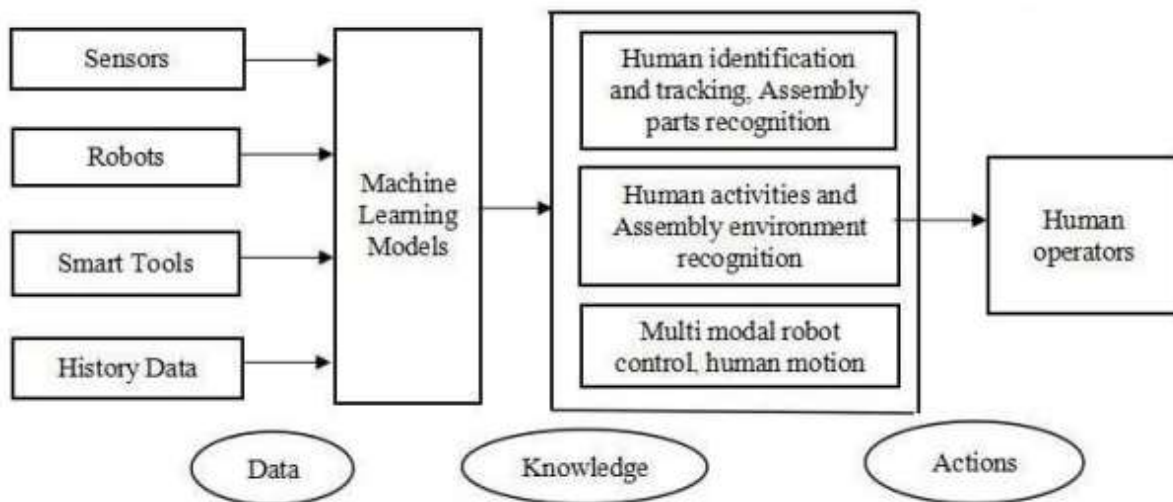 Sensors
Robots
Smart Tools
History Data
Machine
Learning
Models
Human identification
and tracking, Assembly
parts recognition
Human activities and
Assembly environment
recognition
Multi modal robot
control, human motion
Human
operators
Data
Knowledge
Actions